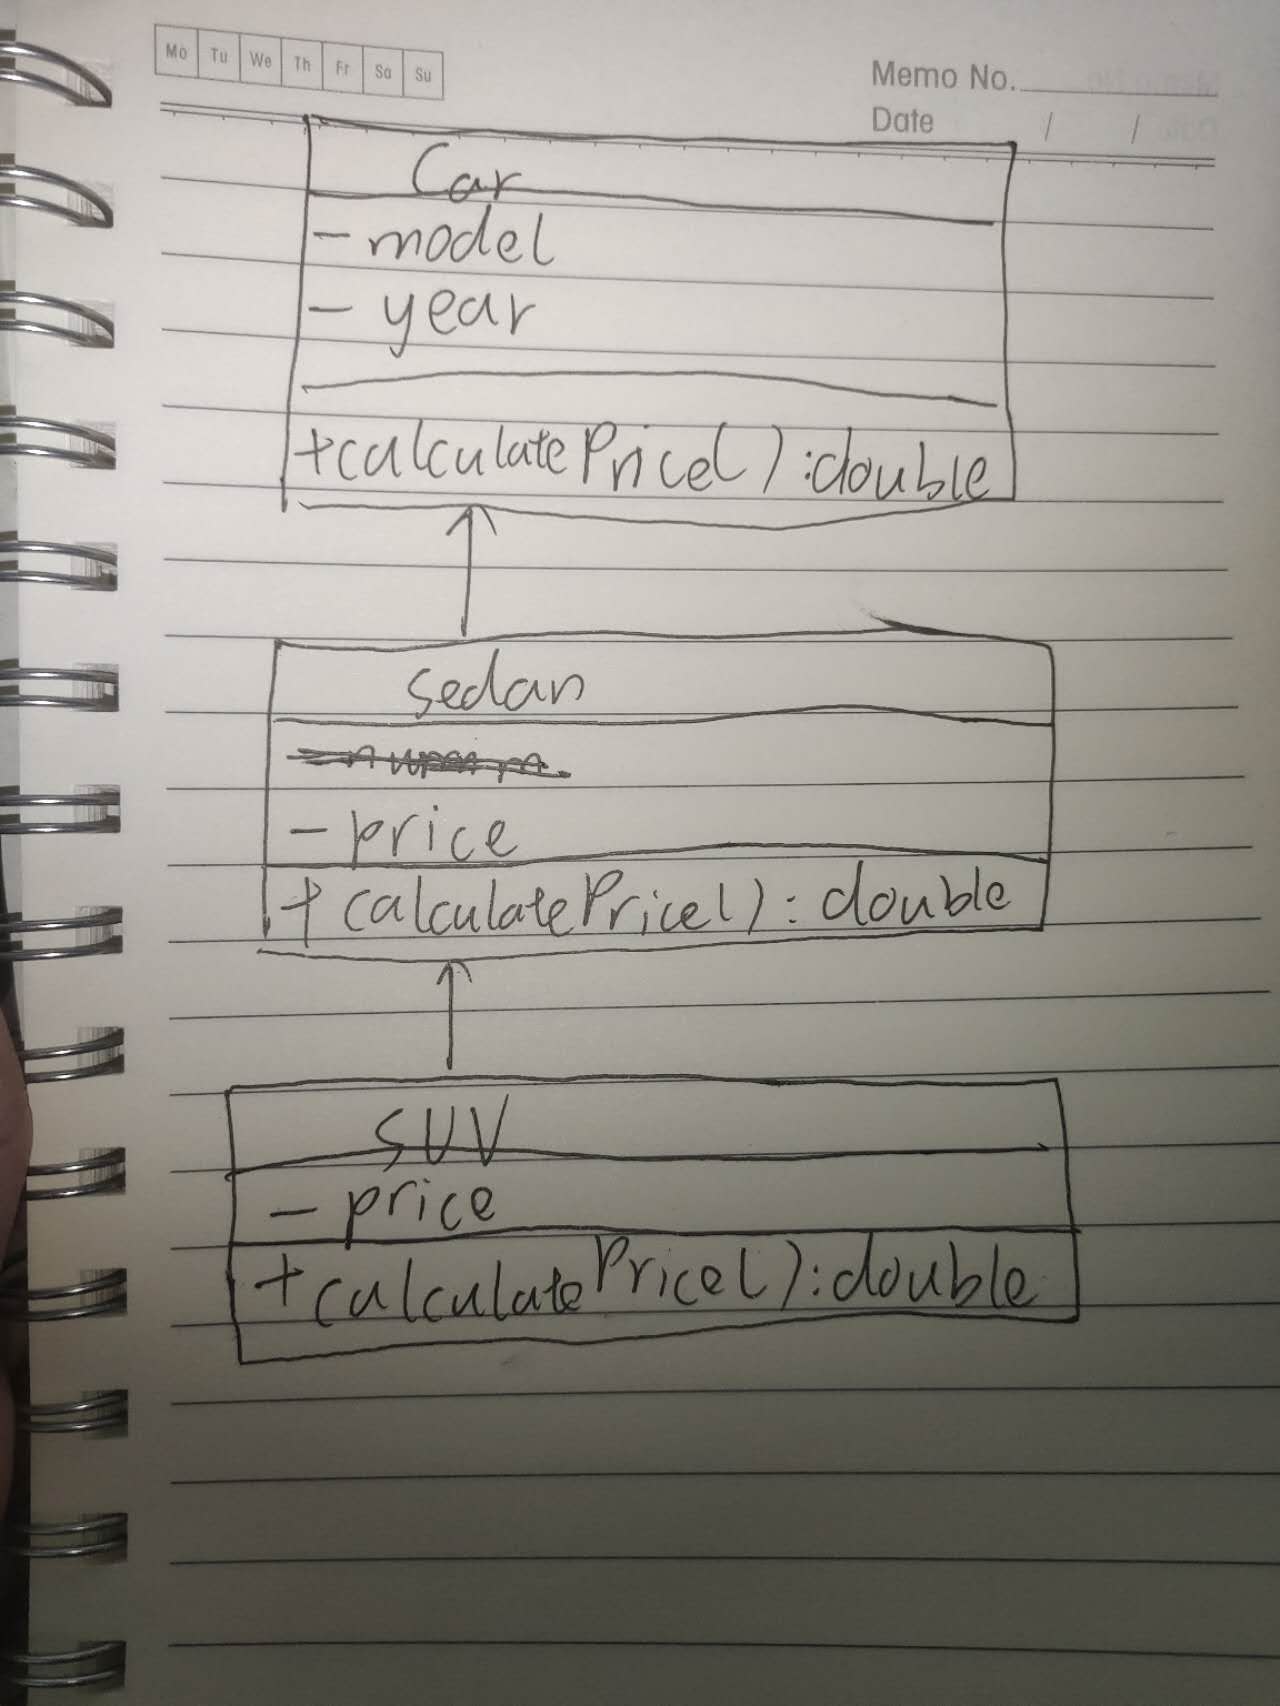 Mo Tu We Th Fr Sa Su
Memo No.
Date / /
Car
- model
- year
+calculatePrice():double
sedan
- price
+calculatePrice():double
SUV
- price
+calculatePrice():double